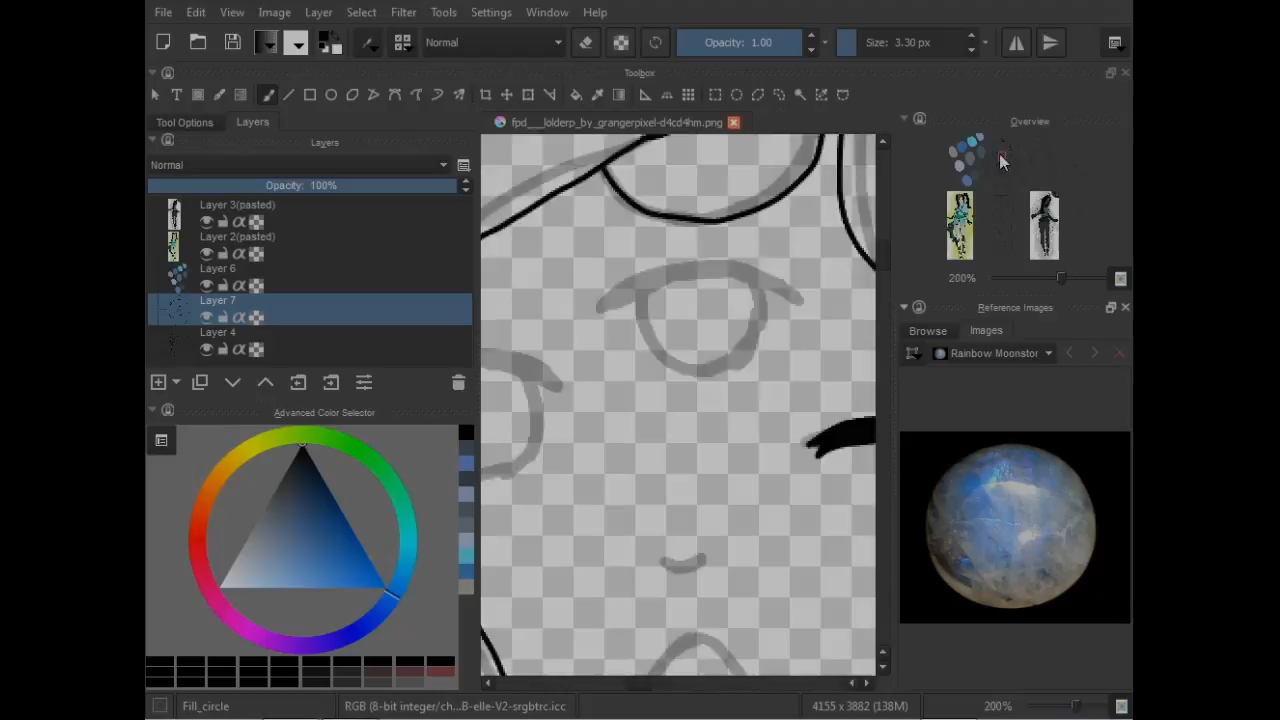 File Edit View Image Layer Select Filter Tools Settings Window Help
Normal Opacity: 1.00 Size: 3.30 px
Toolbox
Tool Options Layers
fpd___lolderp_by_grangerpixel-d4cd4hm.png
Overview
Layers
Normal
Opacity: 100%
Layer 3(pasted)
Layer 2(pasted)
Layer 6
Layer 7
Layer 4
200%
Reference Images
Browse Images
Rainbow Moonstor
Advanced Color Selector
Fill_circle RGB (8-bit integer/ch...B-elle-V2-srgbtrc.icc 4155 x 3882 (138M) 200%